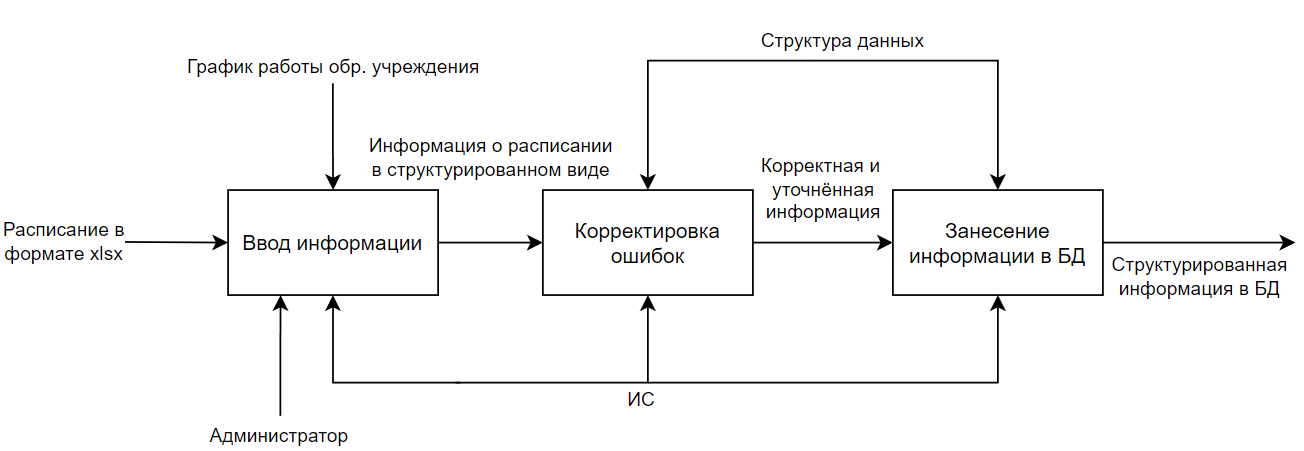 Структура данных
График работы обр. учреждения
Информация о расписании
в структурированном виде
Корректная и
уточнённая
информация
Расписание в
формате xlsx
Ввод информации
Корректировка
ошибок
Занесение
информации в БД
Структурированная
информация в БД
ИС
Администратор